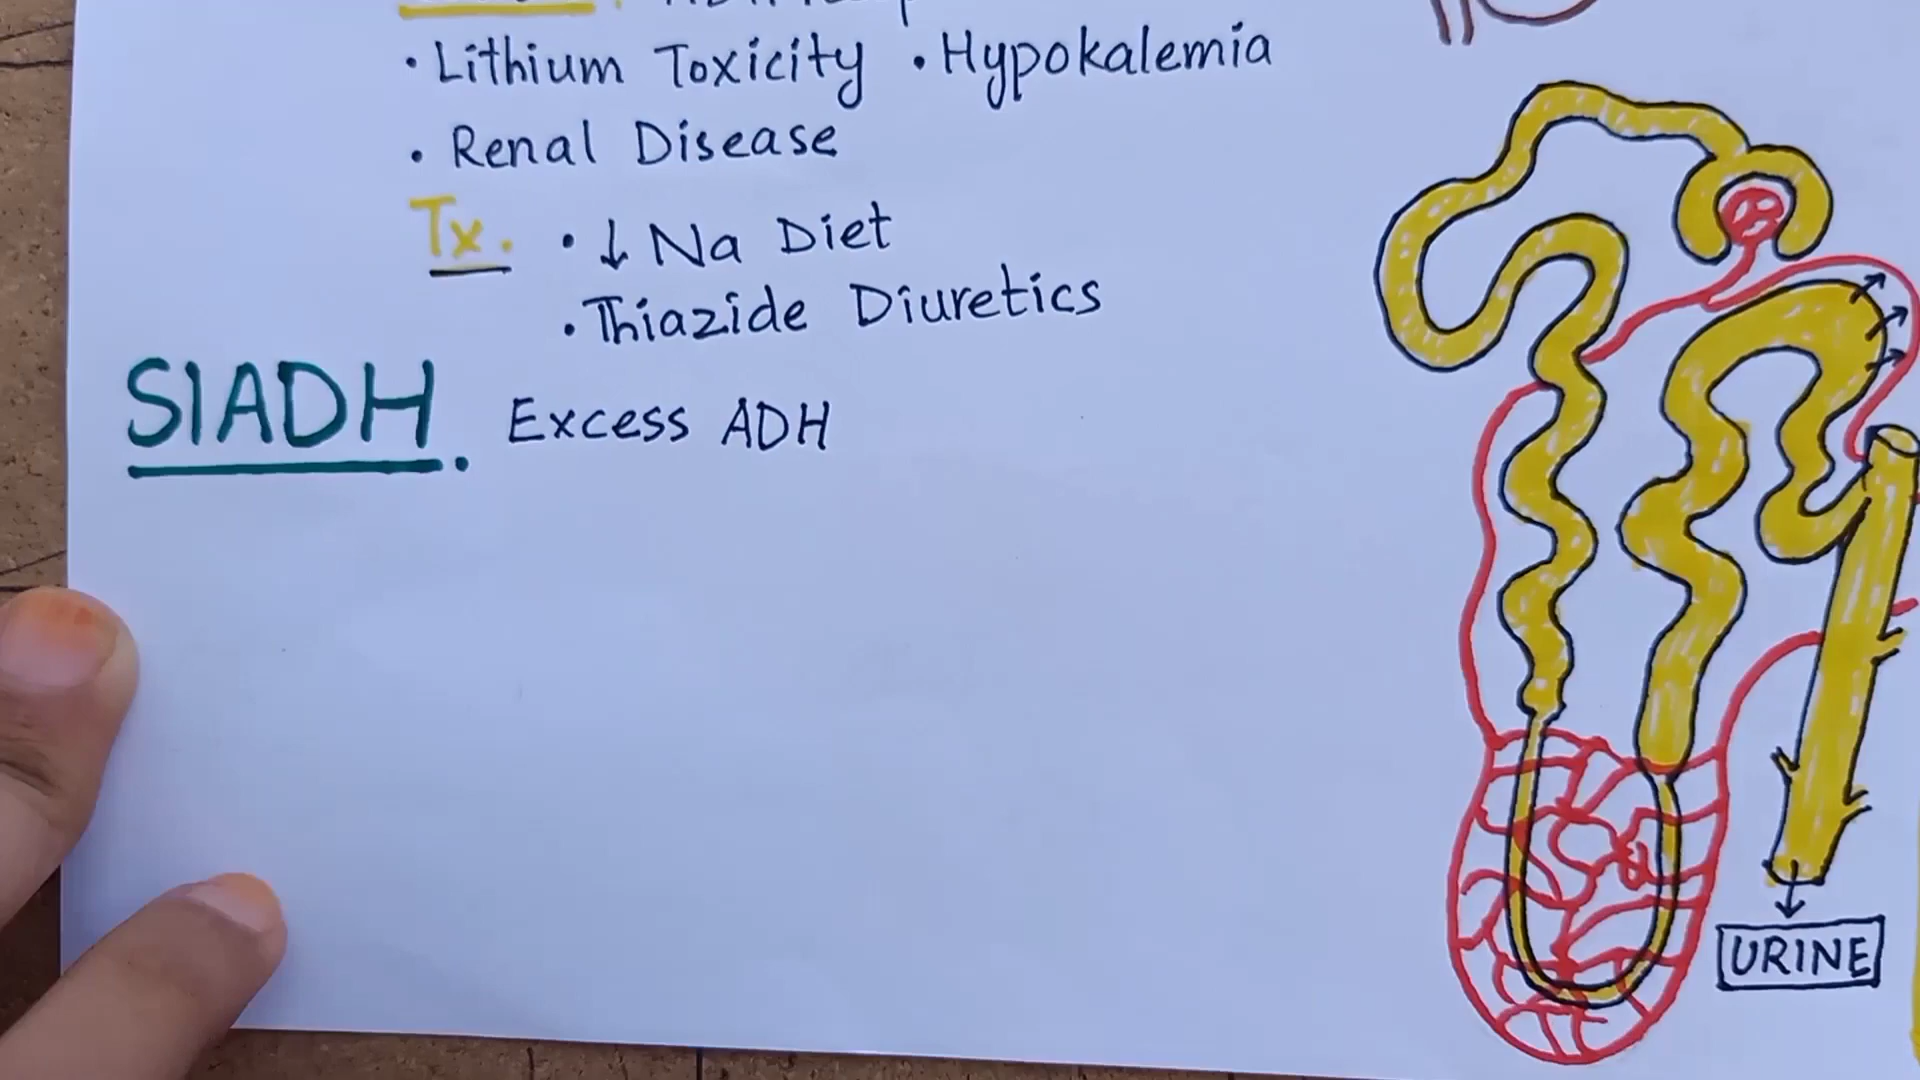 • Lithium Toxicity • Hypokalemia
• Renal Disease
Tx. • ↓ Na Diet
• Thiazide Diuretics
SIADH. Excess ADH
URINE